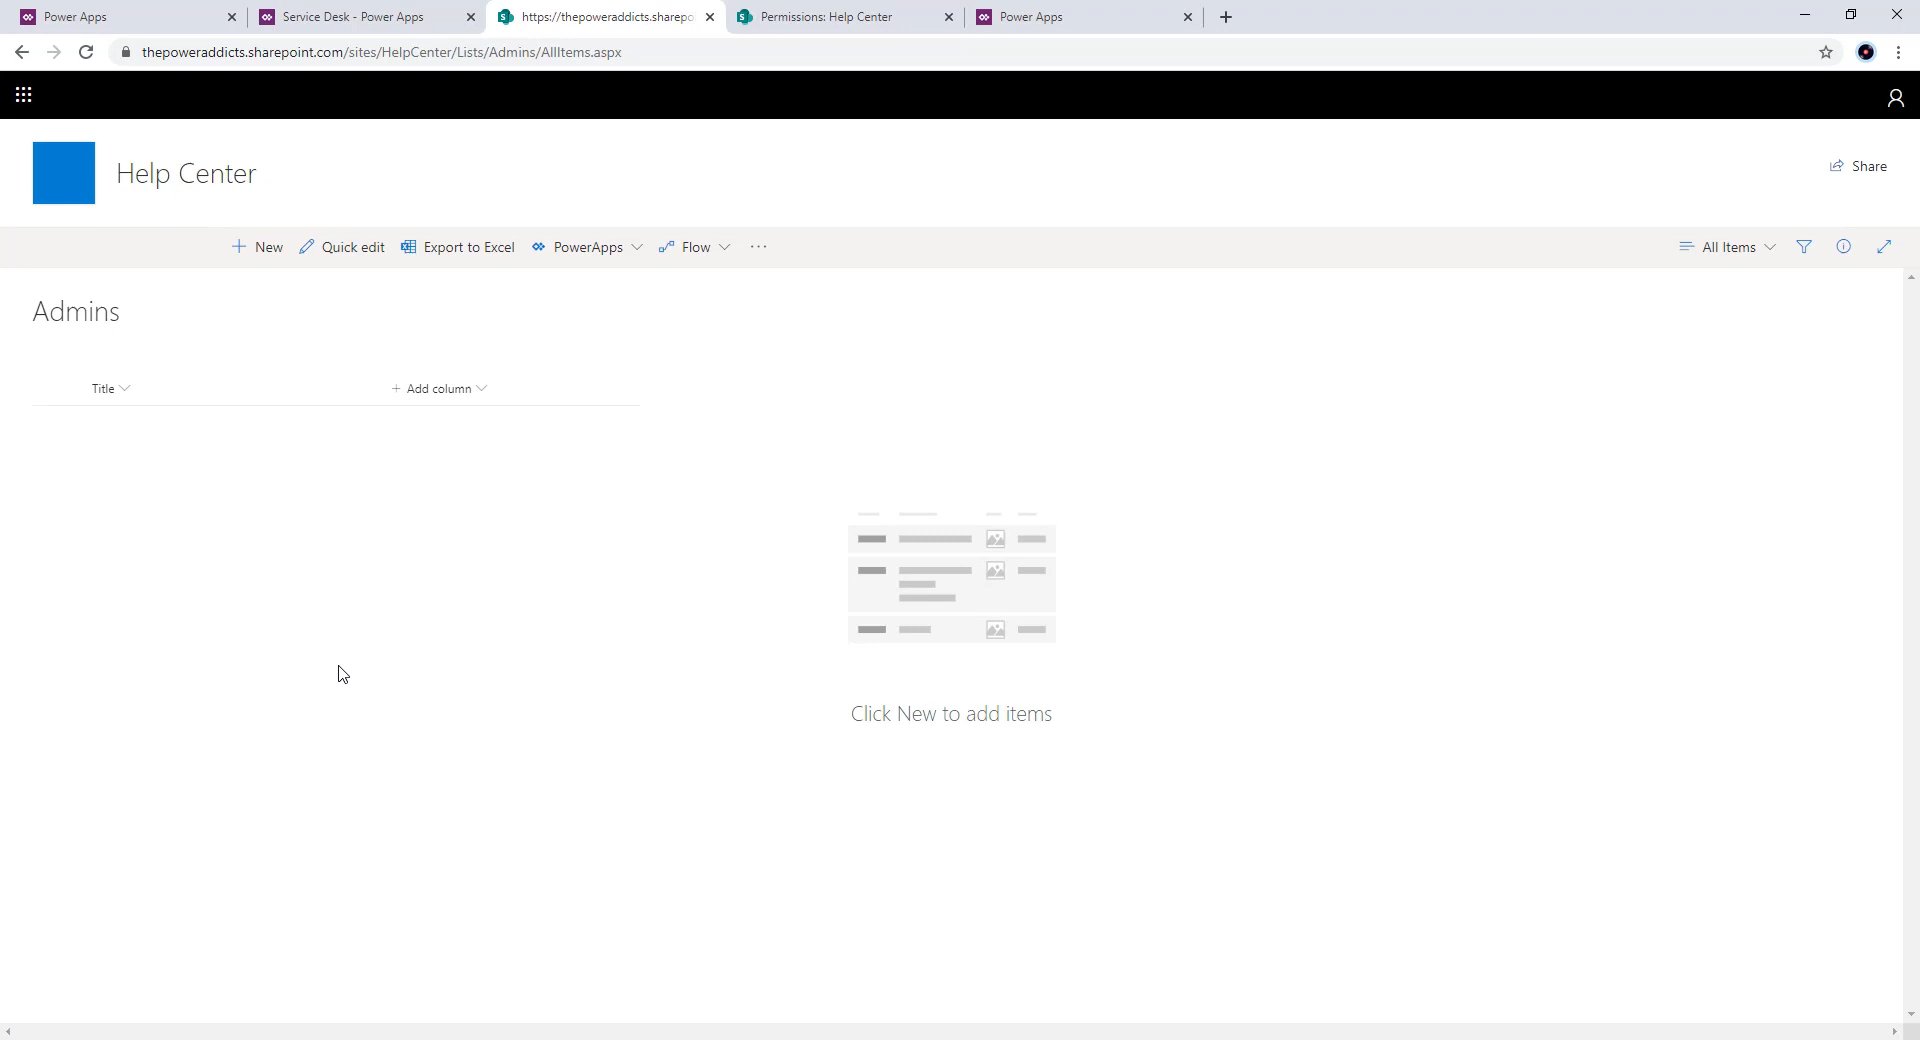 Power Apps
Service Desk - Power Apps
https://thepoweraddicts.sharepo
Permissions: Help Center
Power Apps
thepoweraddicts.sharepoint.com/sites/HelpCenter/Lists/Admins/AllItems.aspx
Help Center
Share
New
Quick edit
Export to Excel
PowerApps
Flow
All Items
Admins
Title
Add column
Click New to add items